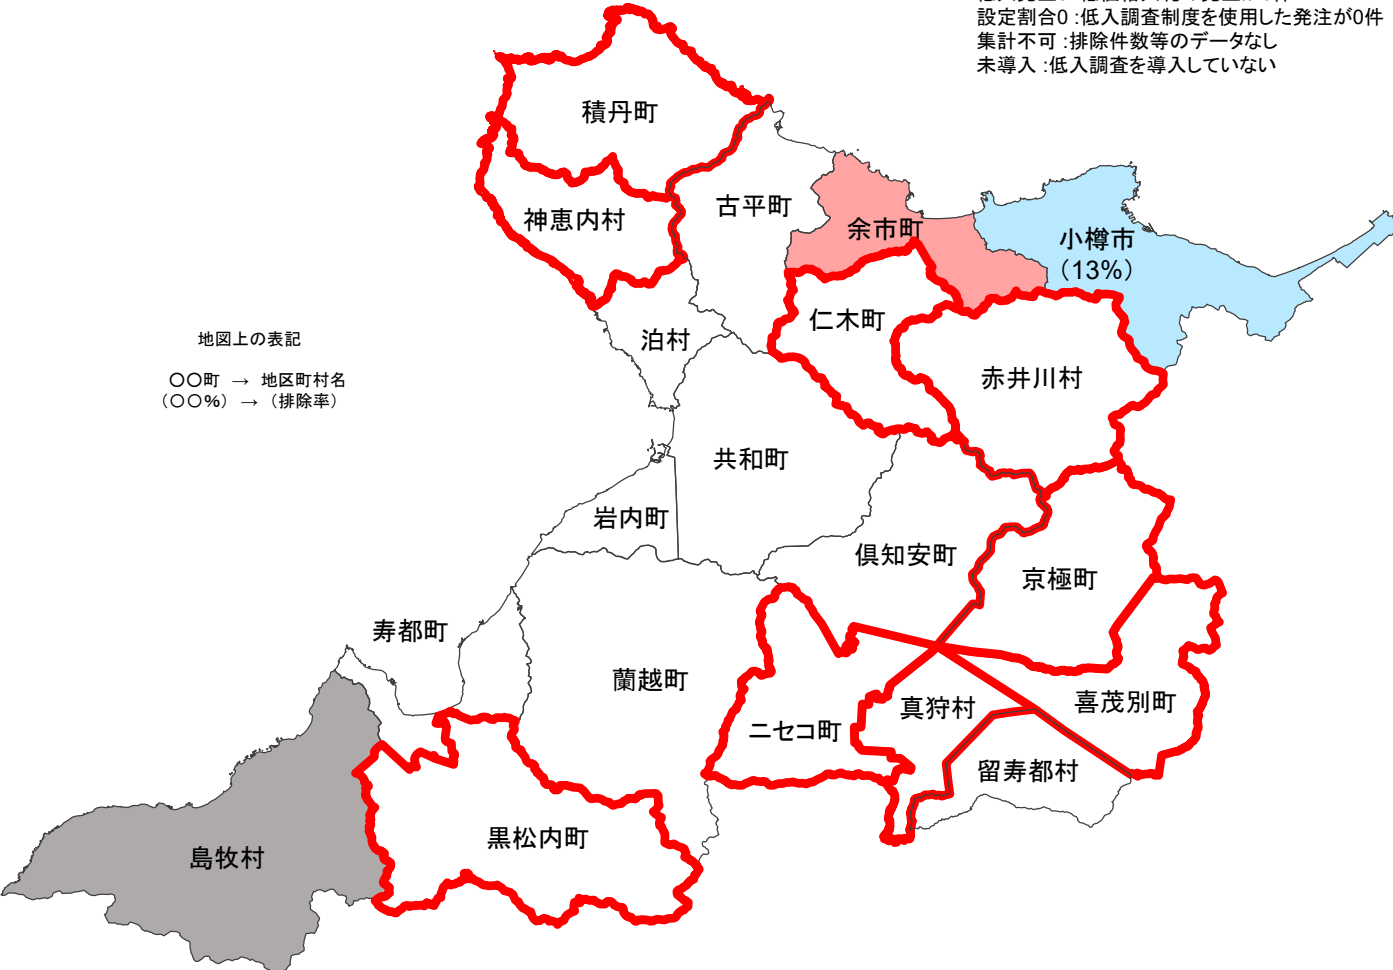 設定割合0 :低入調査制度を使用した発注が0件
集計不可 :排除件数等のデータなし
未導入 :低入調査を導入していない
積丹町
神恵内村
古平町
余市町
小樽市
(13%)
仁木町
泊村
赤井川村
地図上の表記
○○町 → 地区町村名
(○○%) → (排除率)
共和町
岩内町
倶知安町
京極町
寿都町
蘭越町
ニセコ町
真狩村
喜茂別町
留寿都村
黒松内町
島牧村